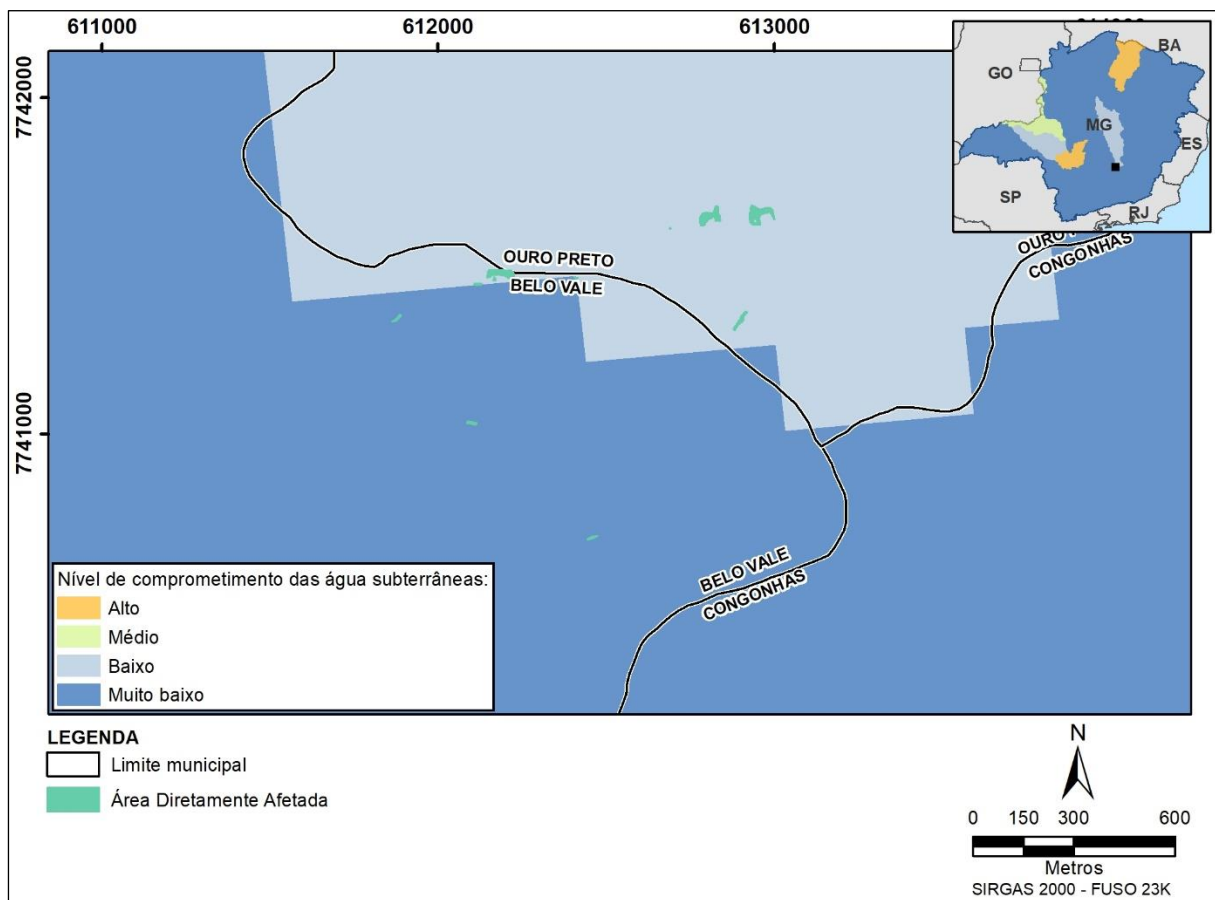 611000
612000
613000
7742000
7741000
BA
GO
MG
ES
SP
RJ
OURO PRETO
BELO VALE
CONGONHAS
BELO VALE
CONGONHAS
Nível de comprometimento das água subterrâneas:
Alto
Médio
Baixo
Muito baixo
LEGENDA
Limite municipal
Área Diretamente Afetada
N
0 150 300 600
Metros
SIRGAS 2000 - FUSO 23K